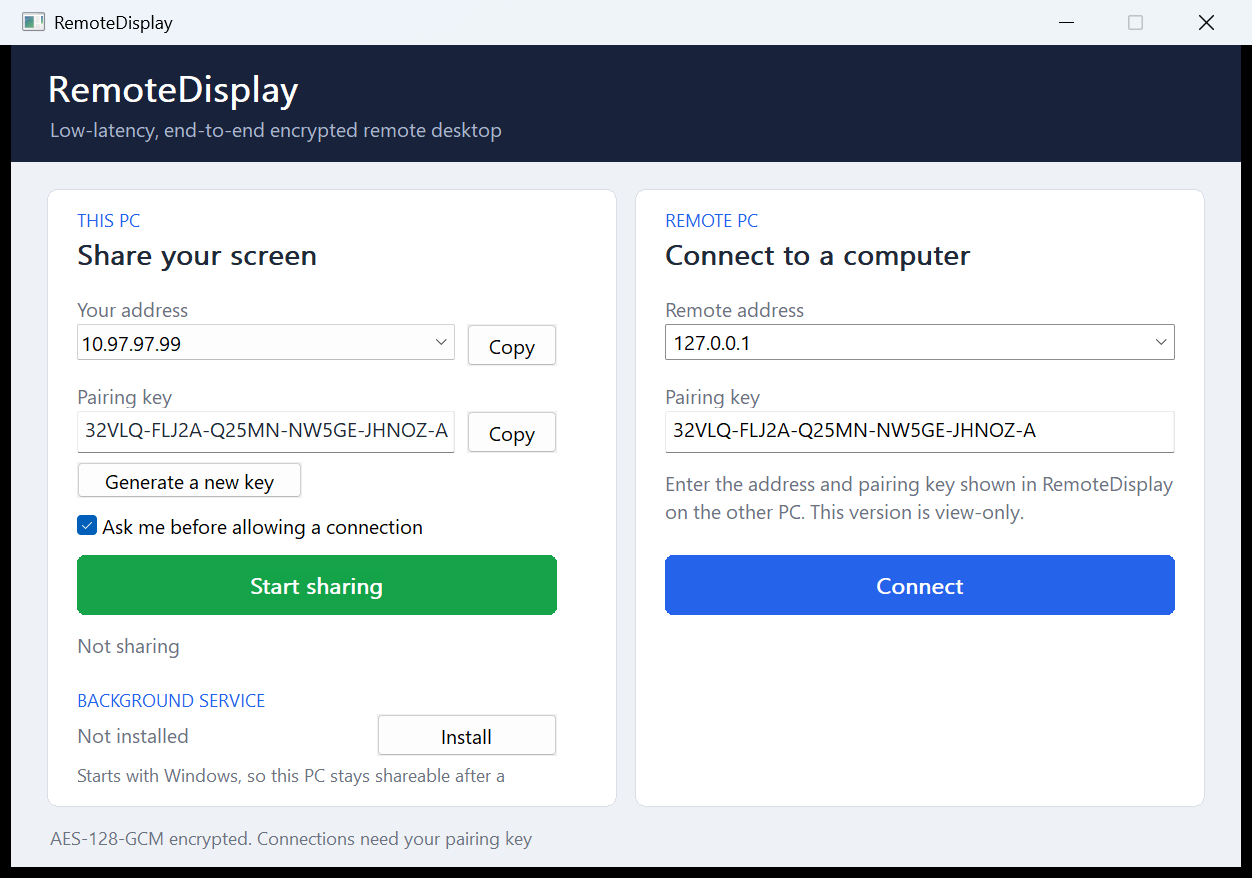 RemoteDisplay
RemoteDisplay
Low-latency, end-to-end encrypted remote desktop
THIS PC
Share your screen
Your address
10.97.97.99
Copy
Pairing key
32VLQ-FLJ2A-Q25MN-NW5GE-JHNOZ-A
Copy
Generate a new key
Ask me before allowing a connection
Start sharing
Not sharing
BACKGROUND SERVICE
Not installed
Install
Starts with Windows, so this PC stays shareable after a
REMOTE PC
Connect to a computer
Remote address
127.0.0.1
Pairing key
32VLQ-FLJ2A-Q25MN-NW5GE-JHNOZ-A
Enter the address and pairing key shown in RemoteDisplay
on the other PC. This version is view-only.
Connect
AES-128-GCM encrypted. Connections need your pairing key